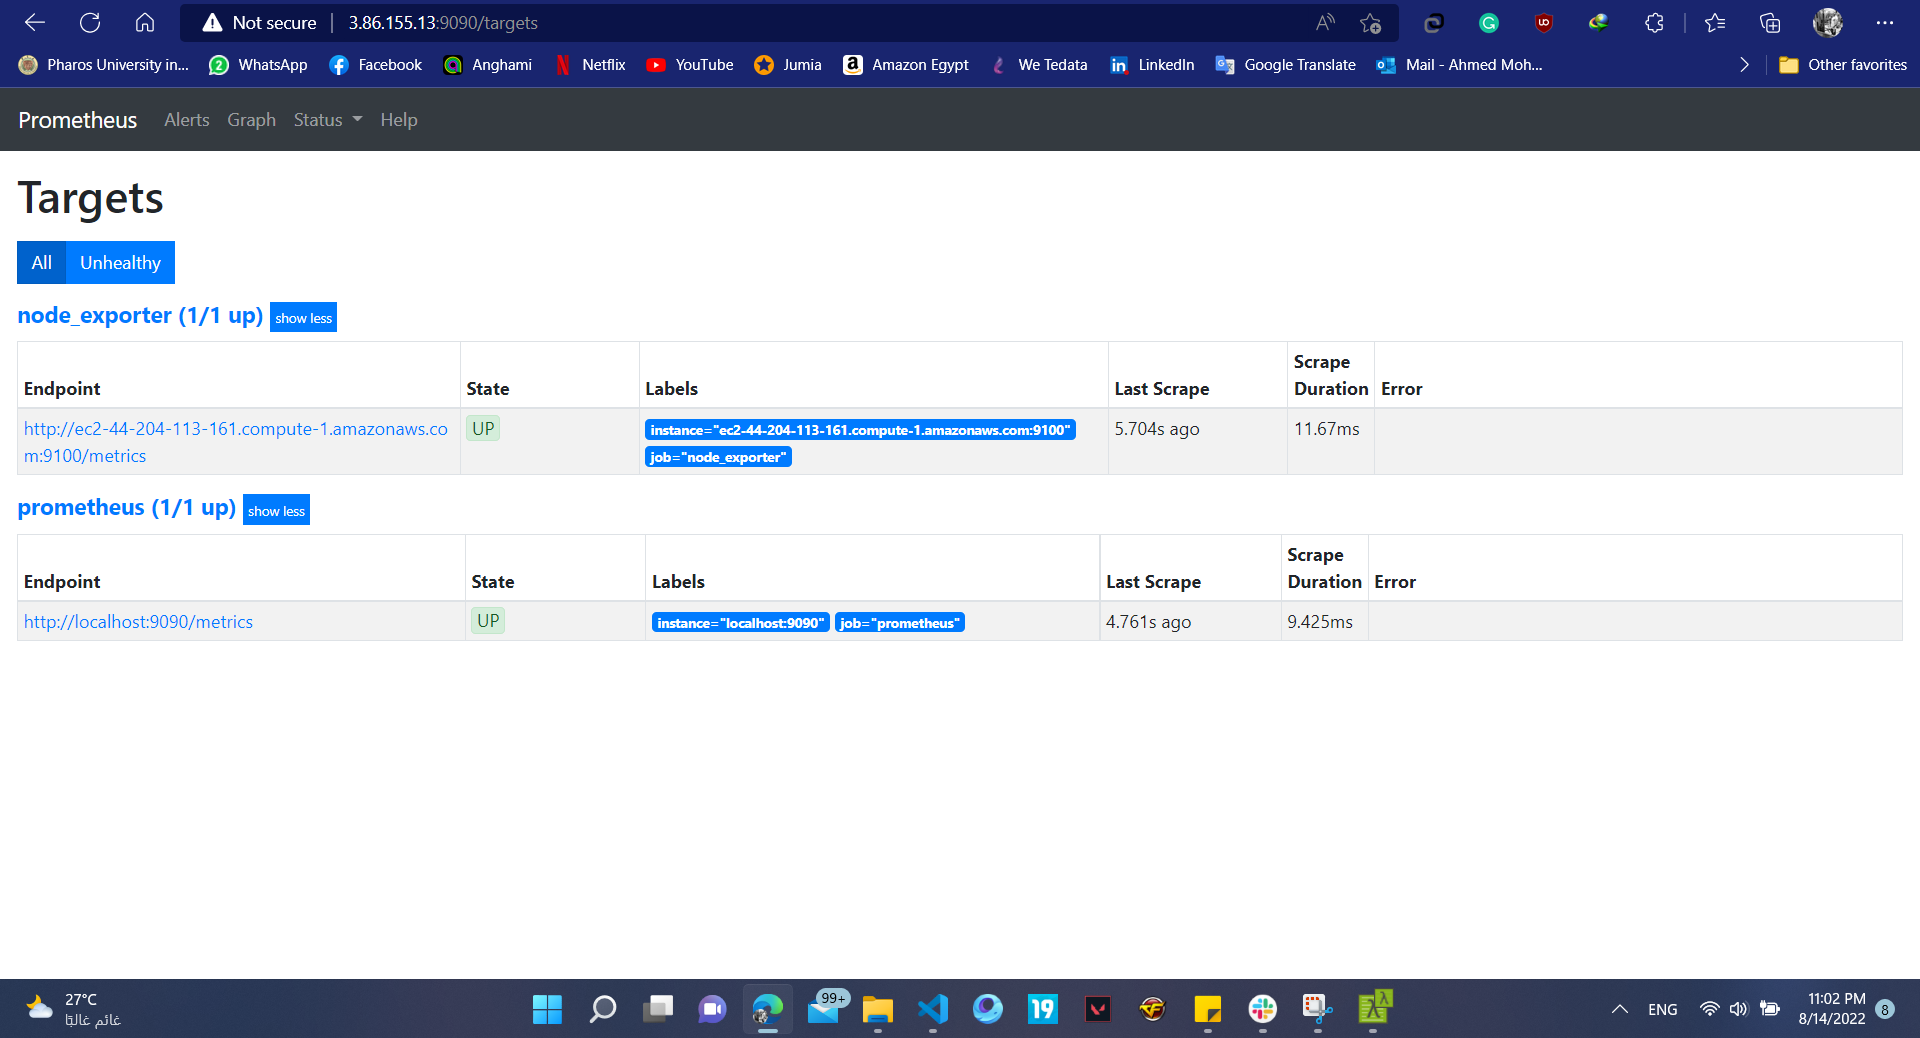 Not secure | 3.86.155.13:9090/targets
Pharos University in... WhatsApp Facebook Anghami Netflix YouTube Jumia Amazon Egypt We Tedata LinkedIn Google Translate Mail - Ahmed Moh... Other favorites
Prometheus Alerts Graph Status Help
Targets
All Unhealthy
node_exporter (1/1 up) show less
Endpoint State Labels Last Scrape Scrape Duration Error
http://ec2-44-204-113-161.compute-1.amazonaws.co UP instance="ec2-44-204-113-161.compute-1.amazonaws.com:9100" 5.704s ago 11.67ms
m:9100/metrics job="node_exporter"
prometheus (1/1 up) show less
Endpoint State Labels Last Scrape Scrape Duration Error
http://localhost:9090/metrics UP instance="localhost:9090" job="prometheus" 4.761s ago 9.425ms
27°C 99+ 19 ENG 11:02 PM
غائم غالبًا 8/14/2022 8